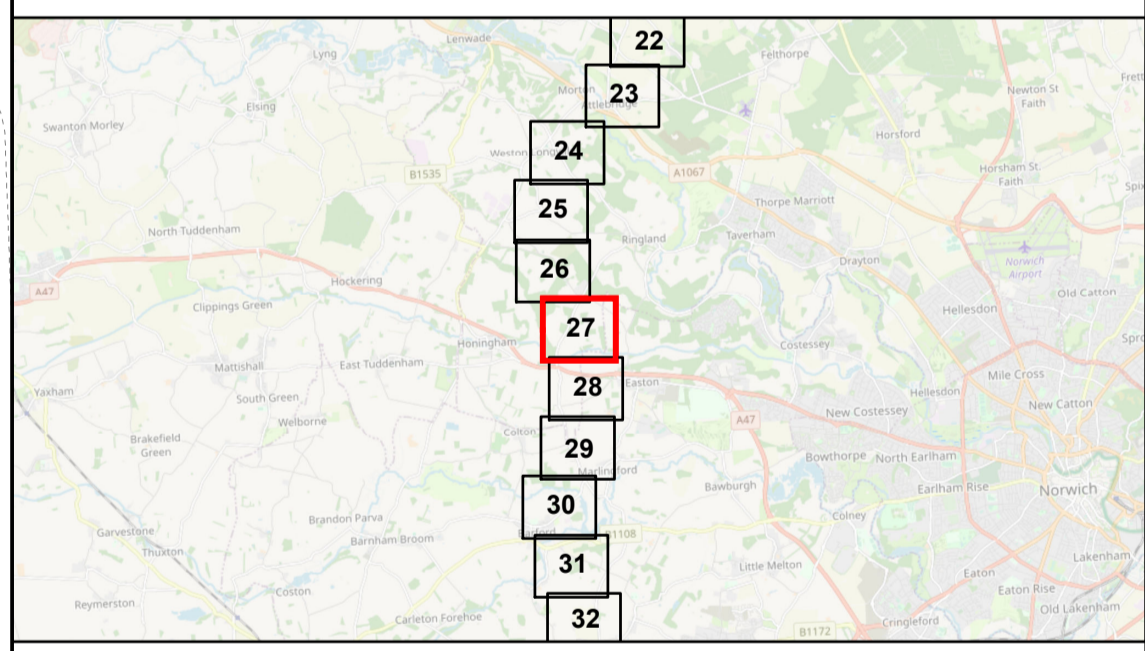 22
Lenwade
Lyng
Felthorpe
Morton
23
Newton St
Faith
Attlebridge
Elsing
Swanton Morley
Horsford
24
Weston Long
Horsham St.
Faith
A1067
B1535
Thorpe Marriott
25
North Tuddenham
Ringland
Taverham
Drayton
Norwich
Airport
26
Hockering
A47
Old Catton
Clippings Green
Hellesdon
27
Honingham
Costessey
East Tuddenham
Mattishall
Mile Cross
28
Easton
Yaxham
Hellesdon
South Green
New Catton
New Costessey
A47
Welborne
Colton
Brakefield
Green
29
Bowthorpe
North Earlham
Marlingford
Bawburgh
Earlham Rise
Norwich
30
Brandon Parva
Colney
Garvestone
Barford
B1108
Barnham Broom
Thuxton
Lakenham
31
Little Melton
Eaton
Coston
Eaton Rise
Reymerston
Old Lakenham
32
Carleton Forehoe
Cringleford
B1172